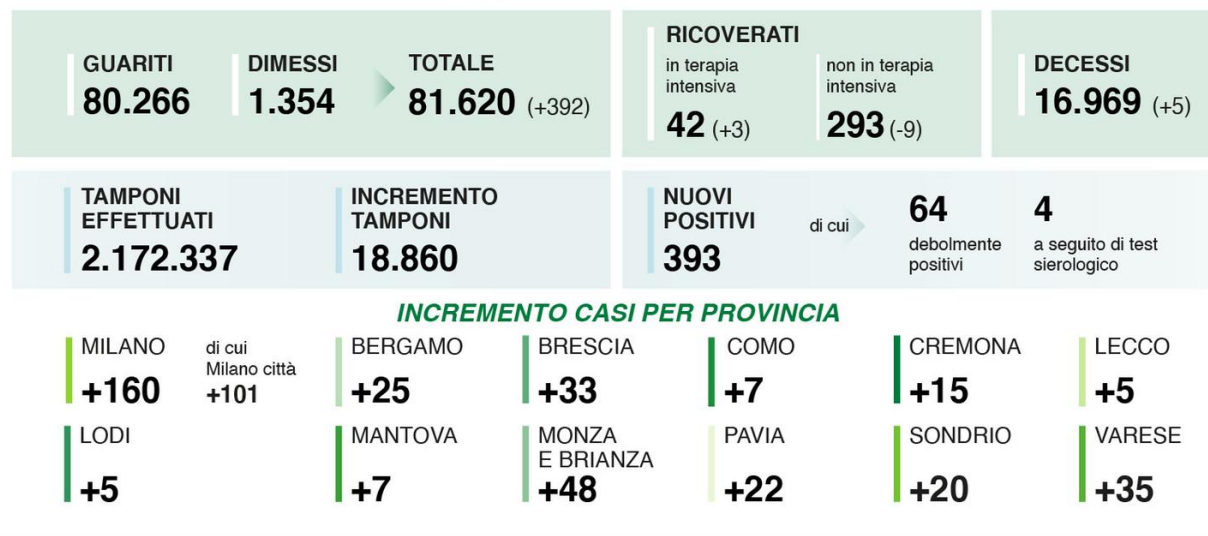 GUARITI
80.266
DIMESSI
1.354
TOTALE
81.620 (+392)
RICOVERATI
in terapia
intensiva
42 (+3)
non in terapia
intensiva
293 (-9)
DECESSI
16.969 (+5)
TAMPONI
EFFETTUATI
2.172.337
INCREMENTO
TAMPONI
18.860
NUOVI
POSITIVI
393
di cui
64
debolmente
positivi
4
a seguito di test
sierologico
INCREMENTO CASI PER PROVINCIA
MILANO
+160
di cui
Milano città
+101
BERGAMO
+25
BRESCIA
+33
COMO
+7
CREMONA
+15
LECCO
+5
LODI
+5
MANTOVA
+7
MONZA
E BRIANZA
+48
PAVIA
+22
SONDRIO
+20
VARESE
+35